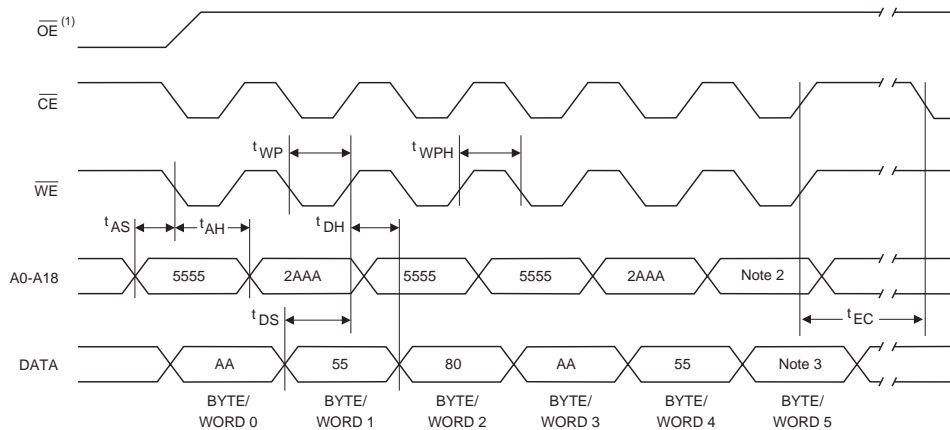 OE (1)
CE
t WP
t WPH
WE
t AS
t AH
t DH
A0-A18
5555
2AAA
5555
5555
2AAA
Note 2
t DS
t EC
DATA
AA
55
80
AA
55
Note 3
BYTE/
WORD 0
BYTE/
WORD 1
BYTE/
WORD 2
BYTE/
WORD 3
BYTE/
WORD 4
BYTE/
WORD 5